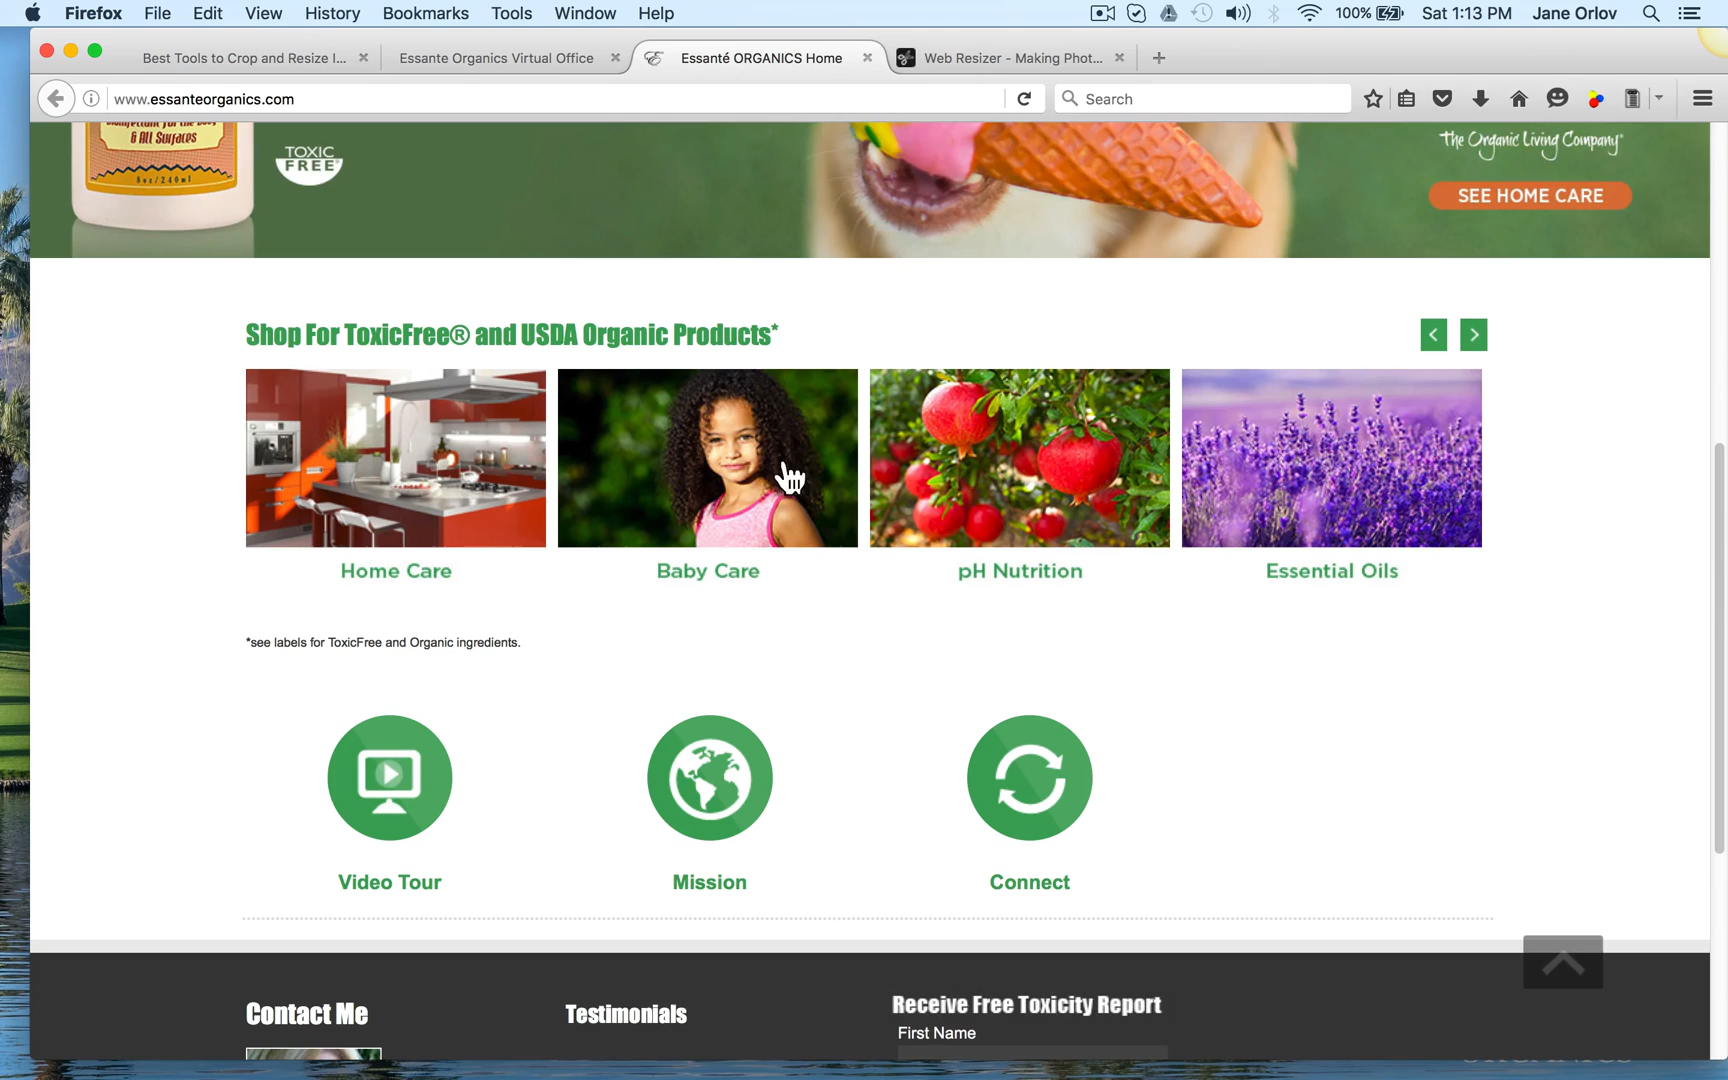 Firefox File Edit View History Bookmarks Tools Window Help 100% Sat 1:13 PM Jane Orlov
Best Tools to Crop and Resize I... Essante Organics Virtual Office Essanté ORGANICS Home Web Resizer - Making Phot...
www.essanteorganics.com Search
& All Surfaces
8oz/240ml
TOXIC
FREE
The Organic Living Company
SEE HOME CARE
Shop For ToxicFree® and USDA Organic Products*
Home Care Baby Care pH Nutrition Essential Oils
*see labels for ToxicFree and Organic ingredients.
Video Tour Mission Connect
Contact Me Testimonials Receive Free Toxicity Report
First Name